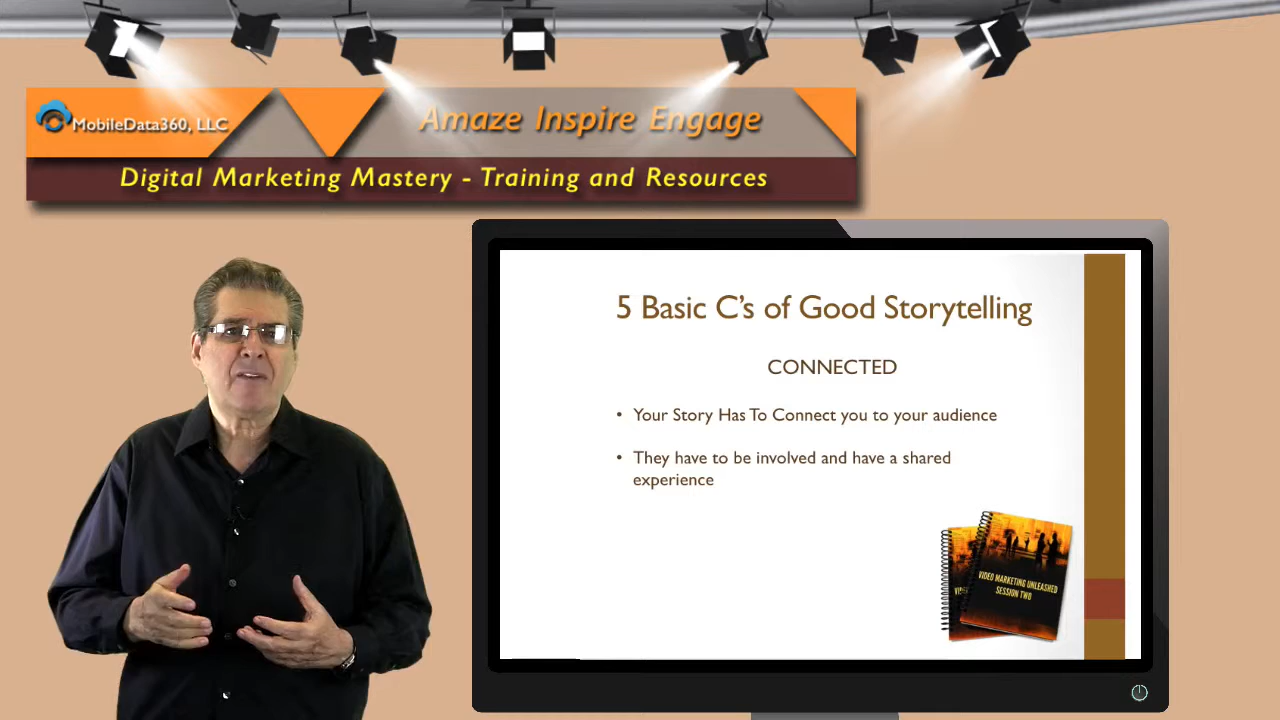 MobileData360, LLC
Amaze Inspire Engage
Digital Marketing Mastery - Training and Resources
5 Basic C's of Good Storytelling
CONNECTED
• Your Story Has To Connect you to your audience
• They have to be involved and have a shared
experience
VIDEO MARKETING UNLEASHED
SESSION TWO